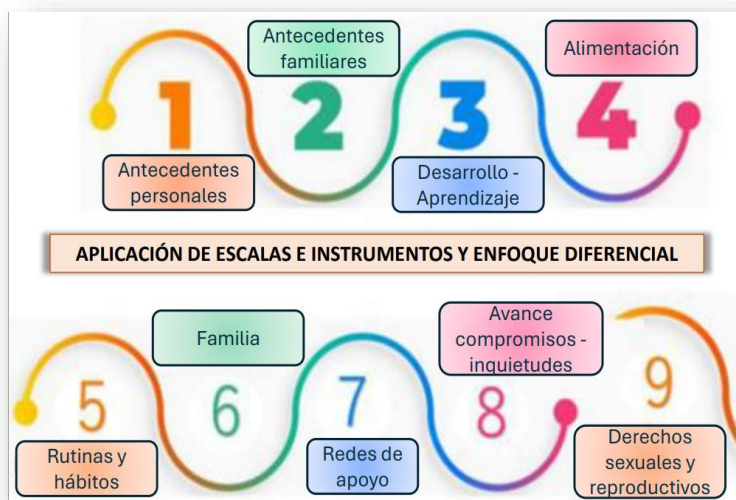 1
Antecedentes
personales
2
Antecedentes
familiares
3
Desarrollo -
Aprendizaje
4
Alimentación
APLICACIÓN DE ESCALAS E INSTRUMENTOS Y ENFOQUE DIFERENCIAL
5
Rutinas y
hábitos
6
Familia
7
Redes de
apoyo
8
Avance
compromisos -
inquietudes
9
Derechos
sexuales y
reproductivos